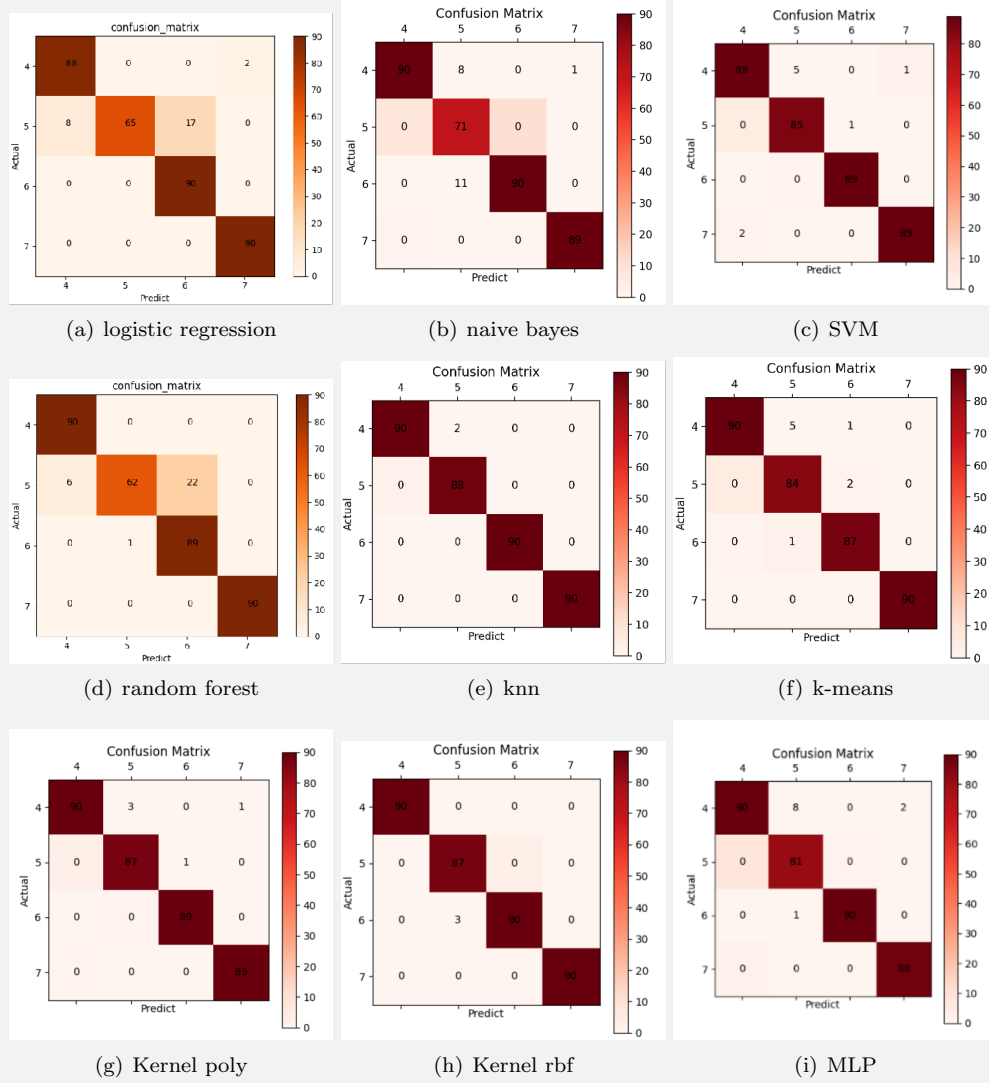 confusion_matrix
4 88 0 0 2
5 8 65 17 0
6 0 0 90 0
7 0 0 0 90
4 5 6 7
Actual
Predict
90
80
70
60
50
40
30
20
10
0
(a) logistic regression
Confusion Matrix
4 5 6 7
4 90 8 0 1
5 0 71 0 0
6 0 11 90 0
7 0 0 0 89
Actual
Predict
90
80
70
60
50
40
30
20
10
0
(b) naive bayes
Confusion Matrix
4 5 6 7
4 88 5 0 1
5 0 85 1 0
6 0 0 89 0
7 2 0 0 89
Actual
Predict
80
70
60
50
40
30
20
10
0
(c) SVM
confusion_matrix
4 90 0 0 0
5 6 62 22 0
6 0 1 89 0
7 0 0 0 90
4 5 6 7
Actual
Predict
90
80
70
60
50
40
30
20
10
0
(d) random forest
Confusion Matrix
4 5 6 7
4 90 2 0 0
5 0 88 0 0
6 0 0 90 0
7 0 0 0 90
Actual
Predict
90
80
70
60
50
40
30
20
10
0
(e) knn
Confusion Matrix
4 5 6 7
4 90 5 1 0
5 0 84 2 0
6 0 1 87 0
7 0 0 0 90
Actual
Predict
90
80
70
60
50
40
30
20
10
0
(f) k-means
Confusion Matrix
4 5 6 7
4 90 3 0 1
5 0 87 1 0
6 0 0 89 0
7 0 0 0 89
Actual
Predict
90
80
70
60
50
40
30
20
10
0
(g) Kernel poly
Confusion Matrix
4 5 6 7
4 90 0 0 0
5 0 87 0 0
6 0 3 90 0
7 0 0 0 90
Actual
Predict
90
80
70
60
50
40
30
20
10
0
(h) Kernel rbf
Confusion Matrix
4 5 6 7
4 90 8 0 2
5 0 81 0 0
6 0 1 90 0
7 0 0 0 88
Actual
Predict
90
80
70
60
50
40
30
20
10
0
(i) MLP